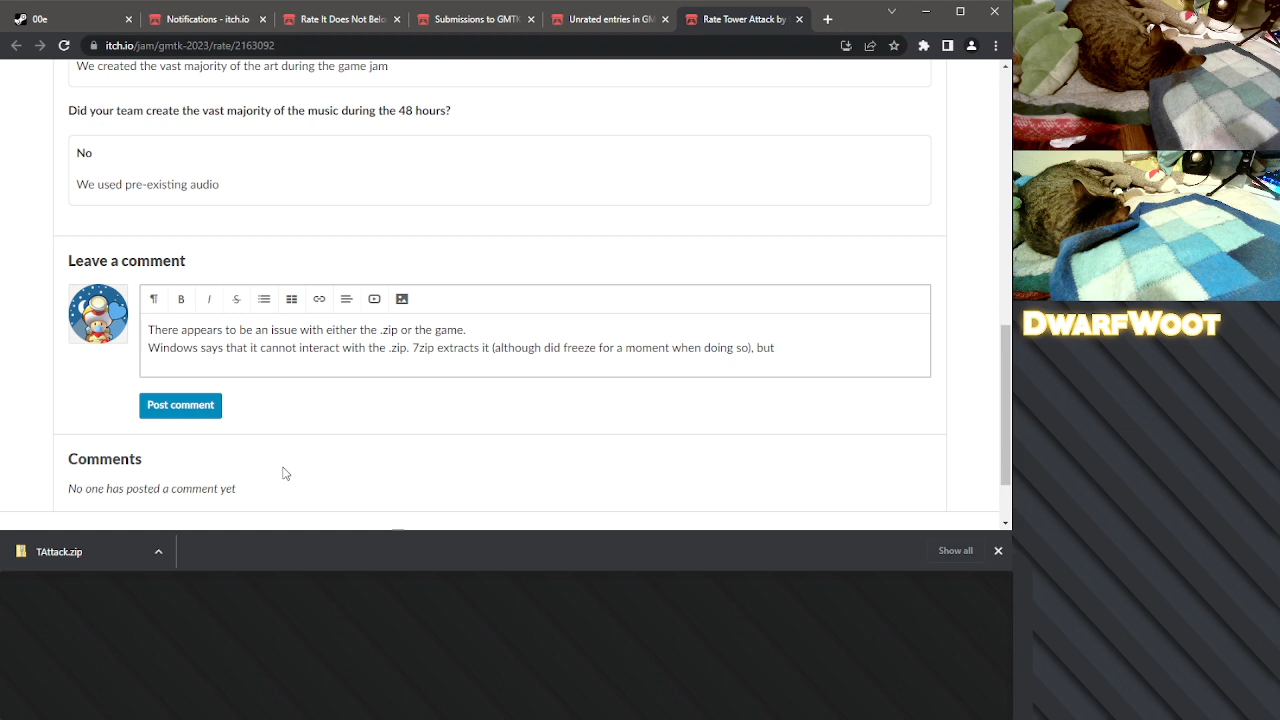 00e
Notifications - itch.io
Rate It Does Not Belo
Submissions to GMTK
Unrated entries in GM
Rate Tower Attack by
itch.io/jam/gmtk-2023/rate/2163092
We created the vast majority of the art during the game jam
Did your team create the vast majority of the music during the 48 hours?
No
We used pre-existing audio
Leave a comment
There appears to be an issue with either the .zip or the game.
Windows says that it cannot interact with the .zip. 7zip extracts it (although did freeze for a moment when doing so), but
Post comment
Comments
No one has posted a comment yet
TAttack.zip
Show all
DwarfWoot